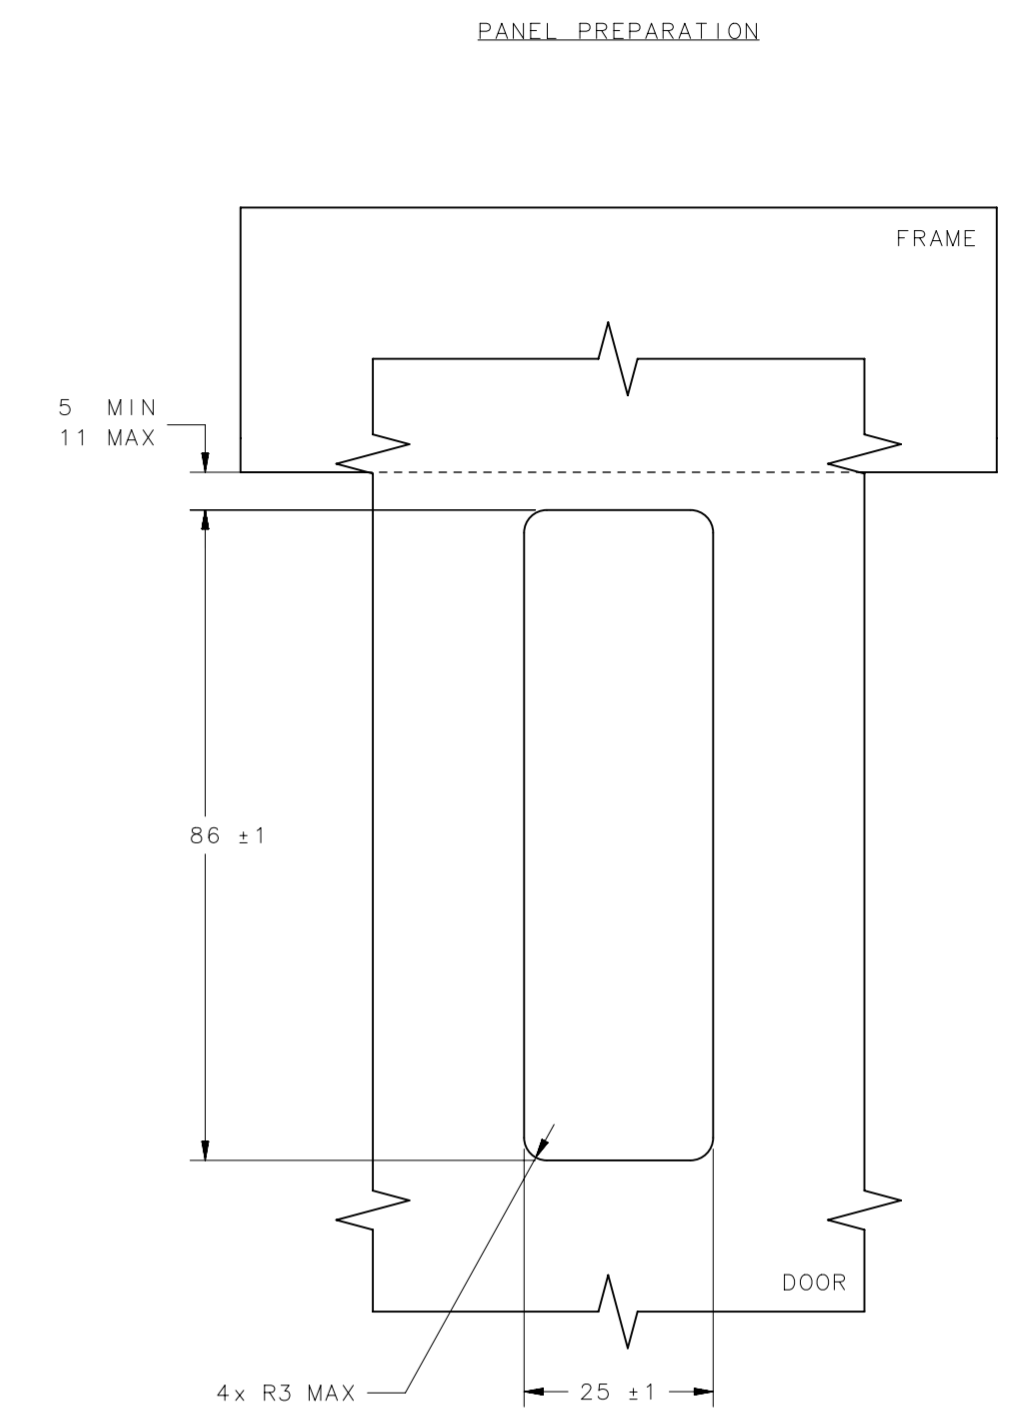 PANEL PREPARATION
FRAME
5 MIN
11 MAX
86 ±1
DOOR
4x R3 MAX
25 ±1